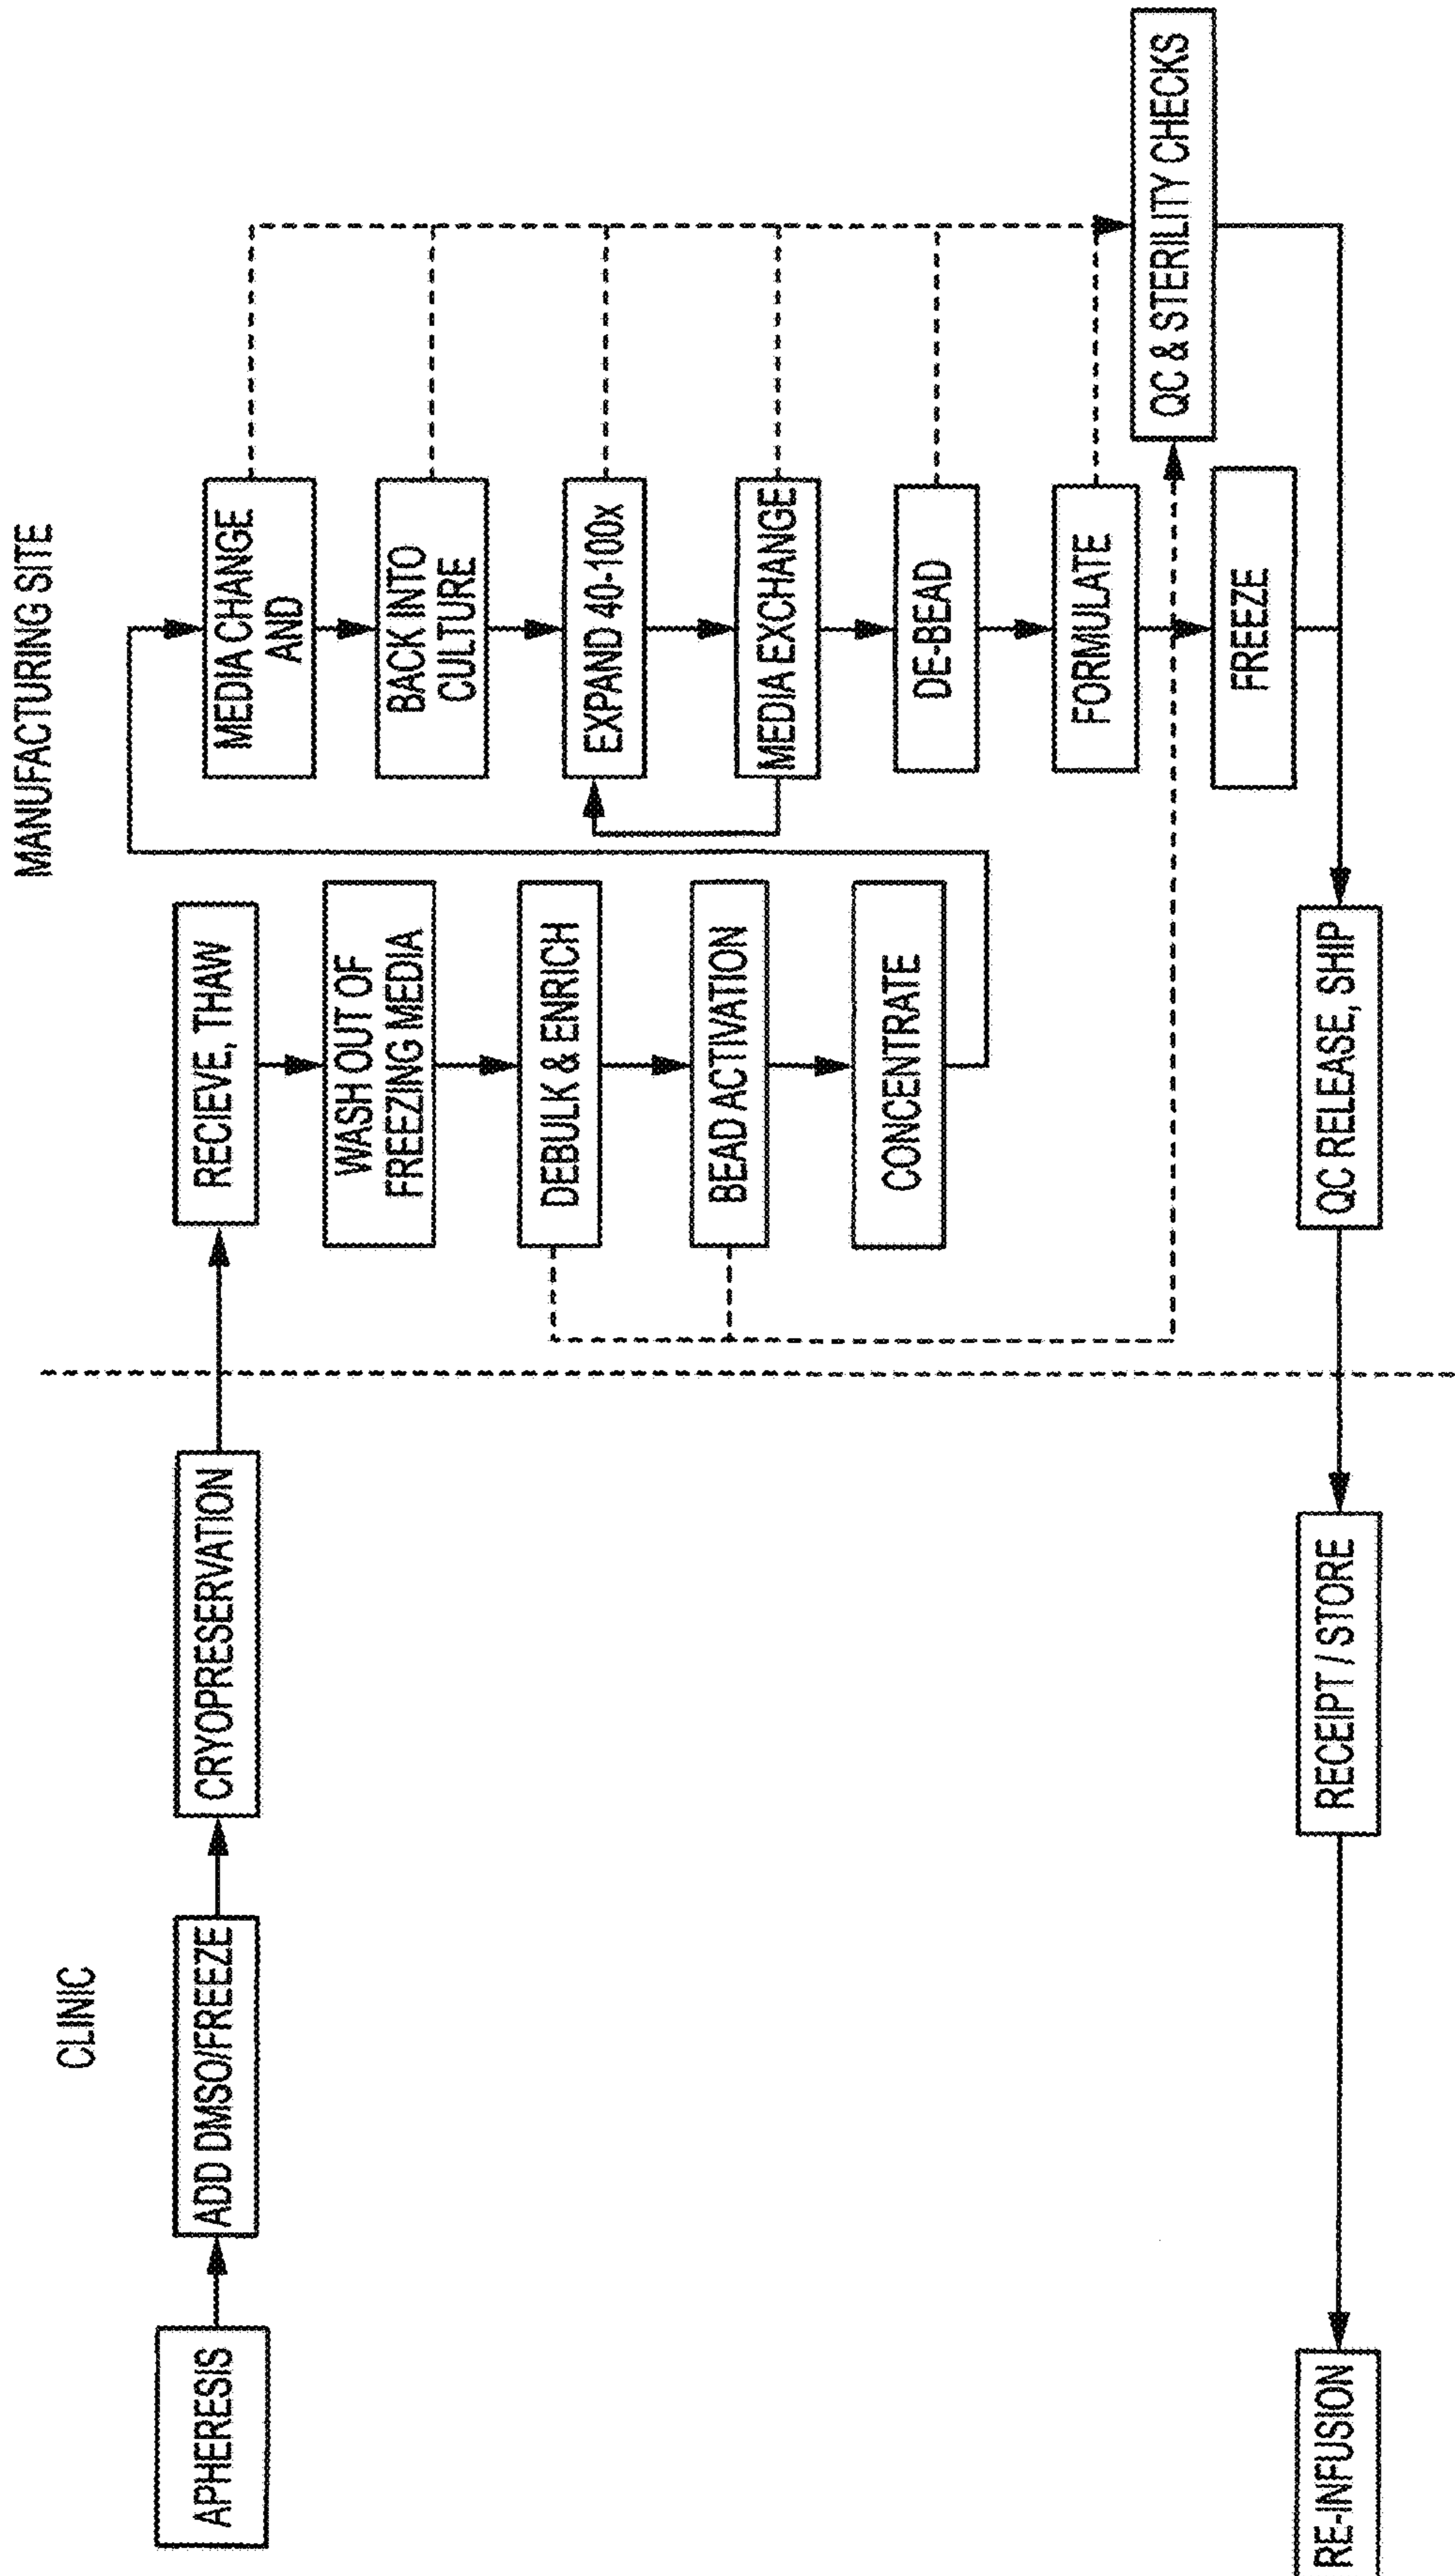 CLINIC
MANUFACTURING SITE
APHERESIS
ADD DMSO/FREEZE
CRYOPRESERVATION
RECIEVE, THAW
WASH OUT OF
FREEZING MEDIA
DEBULK & ENRICH
BEAD ACTIVATION
CONCENTRATE
MEDIA CHANGE
AND
BACK INTO
CULTURE
EXPAND 40-100x
MEDIA EXCHANGE
DE-BEAD
FORMULATE
FREEZE
QC & STERILITY CHECKS
QC RELEASE, SHIP
RECEIPT / STORE
RE-INFUSION